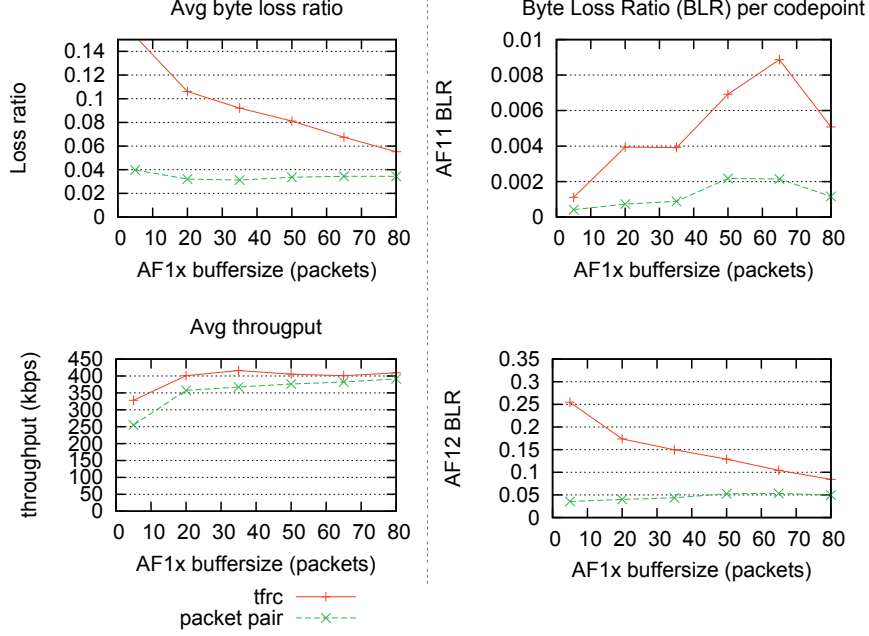 Avg byte loss ratio
Loss ratio
0.14
0.12
0.1
0.08
0.06
0.04
0.02
0
0 10 20 30 40 50 60 70 80
AF1x buffersize (packets)
Byte Loss Ratio (BLR) per codepoint
AF11 BLR
0.01
0.008
0.006
0.004
0.002
0
0 10 20 30 40 50 60 70 80
AF1x buffersize (packets)
Avg througput
throughput (kbps)
450
400
350
300
250
200
150
100
50
0
0 10 20 30 40 50 60 70 80
AF1x buffersize (packets)
AF12 BLR
0.35
0.3
0.25
0.2
0.15
0.1
0.05
0
0 10 20 30 40 50 60 70 80
AF1x buffersize (packets)
tfrc
packet pair